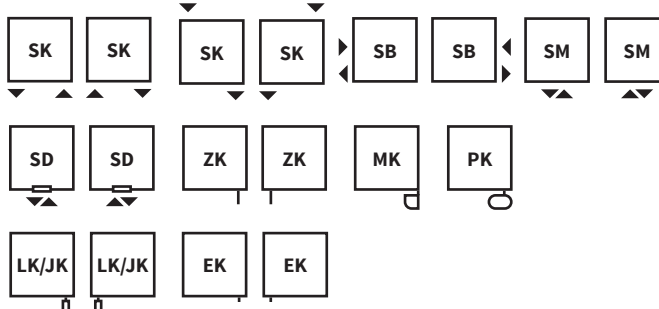 SK SK SK SK SB SB SM SM
SD SD ZK ZK MK PK
LK/JK LK/JK EK EK